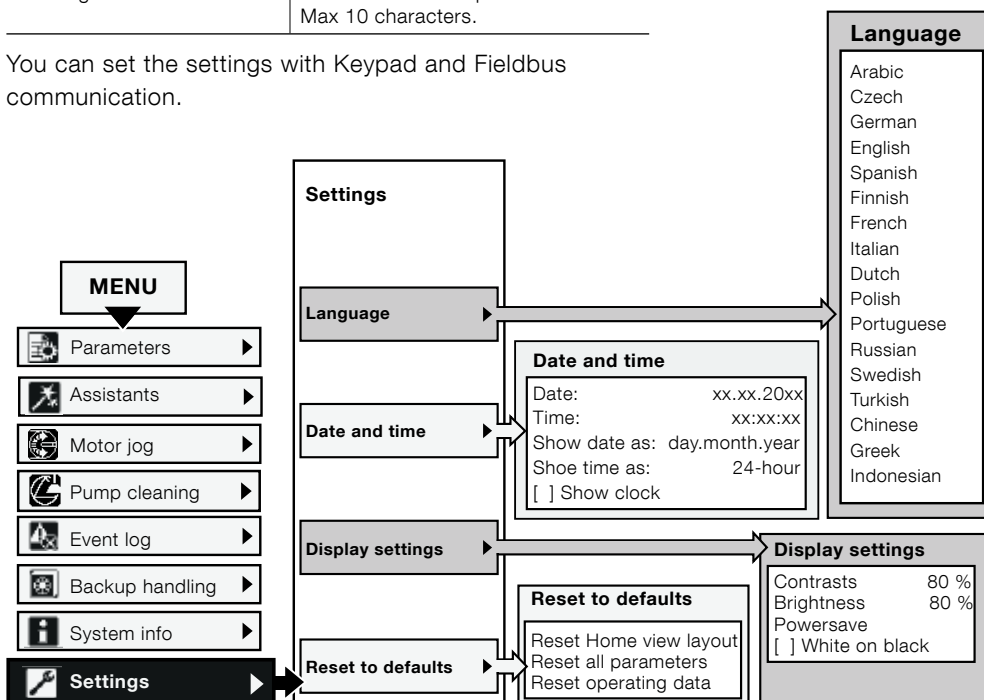 Max 10 characters.
You can set the settings with Keypad and Fieldbus
communication.
MENU
Parameters
Assistants
Motor jog
Pump cleaning
Event log
Backup handling
System info
Settings
Settings
Language
Date and time
Display settings
Reset to defaults
Language
Arabic
Czech
German
English
Spanish
Finnish
French
Italian
Dutch
Polish
Portuguese
Russian
Swedish
Turkish
Chinese
Greek
Indonesian
Date and time
Date: xx.xx.20xx
Time: xx:xx:xx
Show date as: day.month.year
Shoe time as: 24-hour
[ ] Show clock
Display settings
Contrasts 80 %
Brightness 80 %
Powersave
[ ] White on black
Reset to defaults
Reset Home view layout
Reset all parameters
Reset operating data